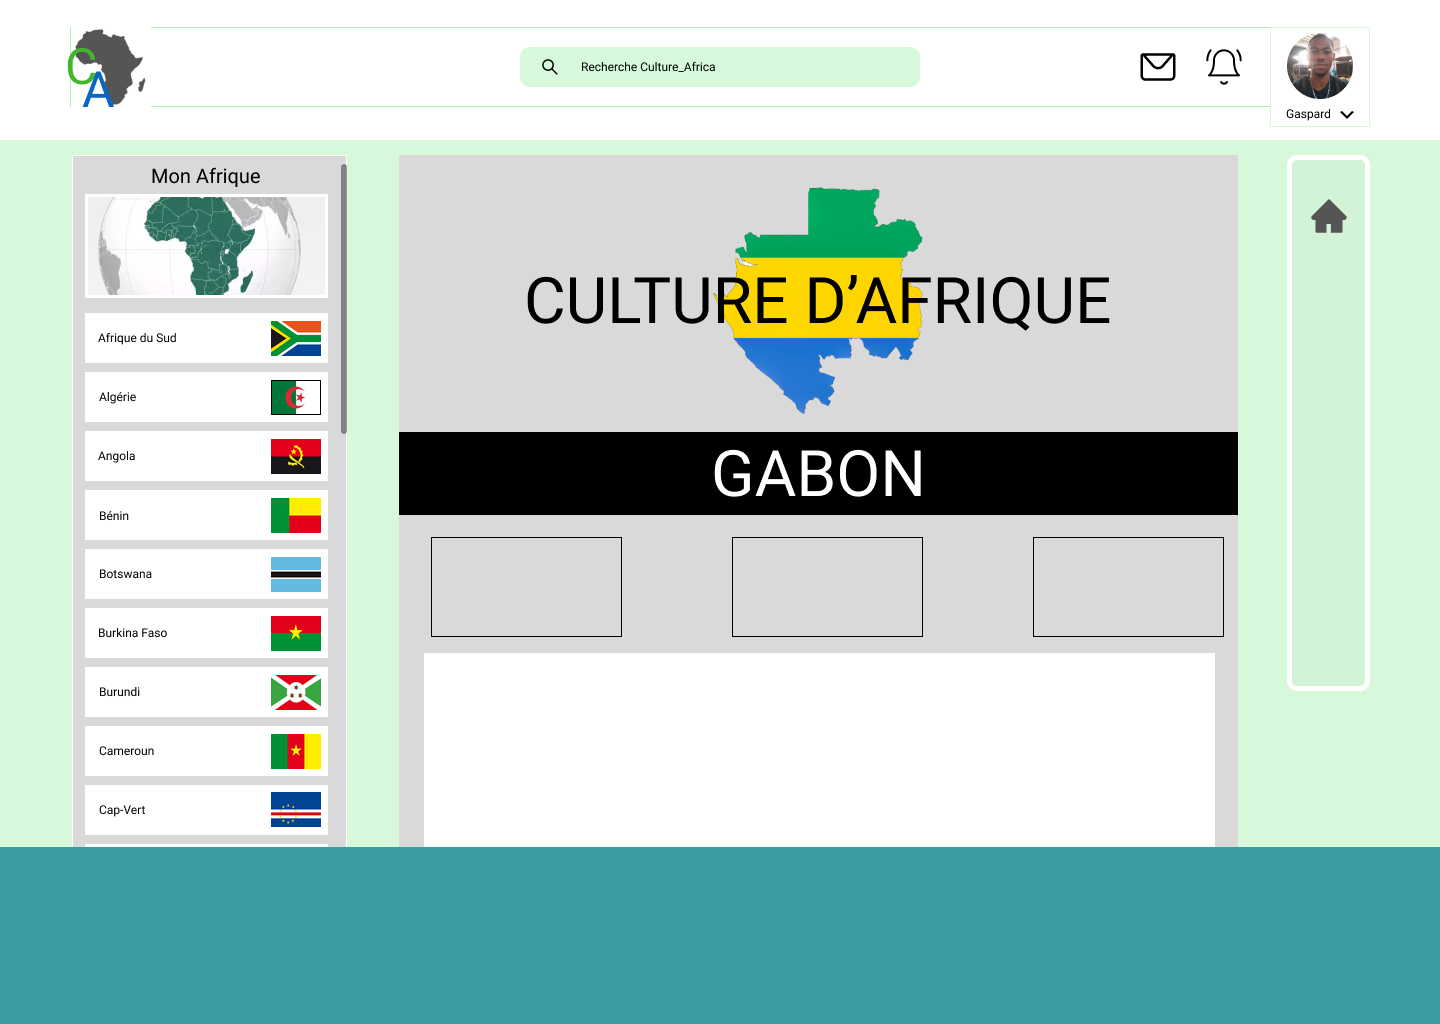 CA
Recherche Culture_Africa
Gaspard
Mon Afrique
Afrique du Sud
Algérie
Angola
Bénin
Botswana
Burkina Faso
Burundi
Cameroun
Cap-Vert
CULTURE D’AFRIQUE
GABON